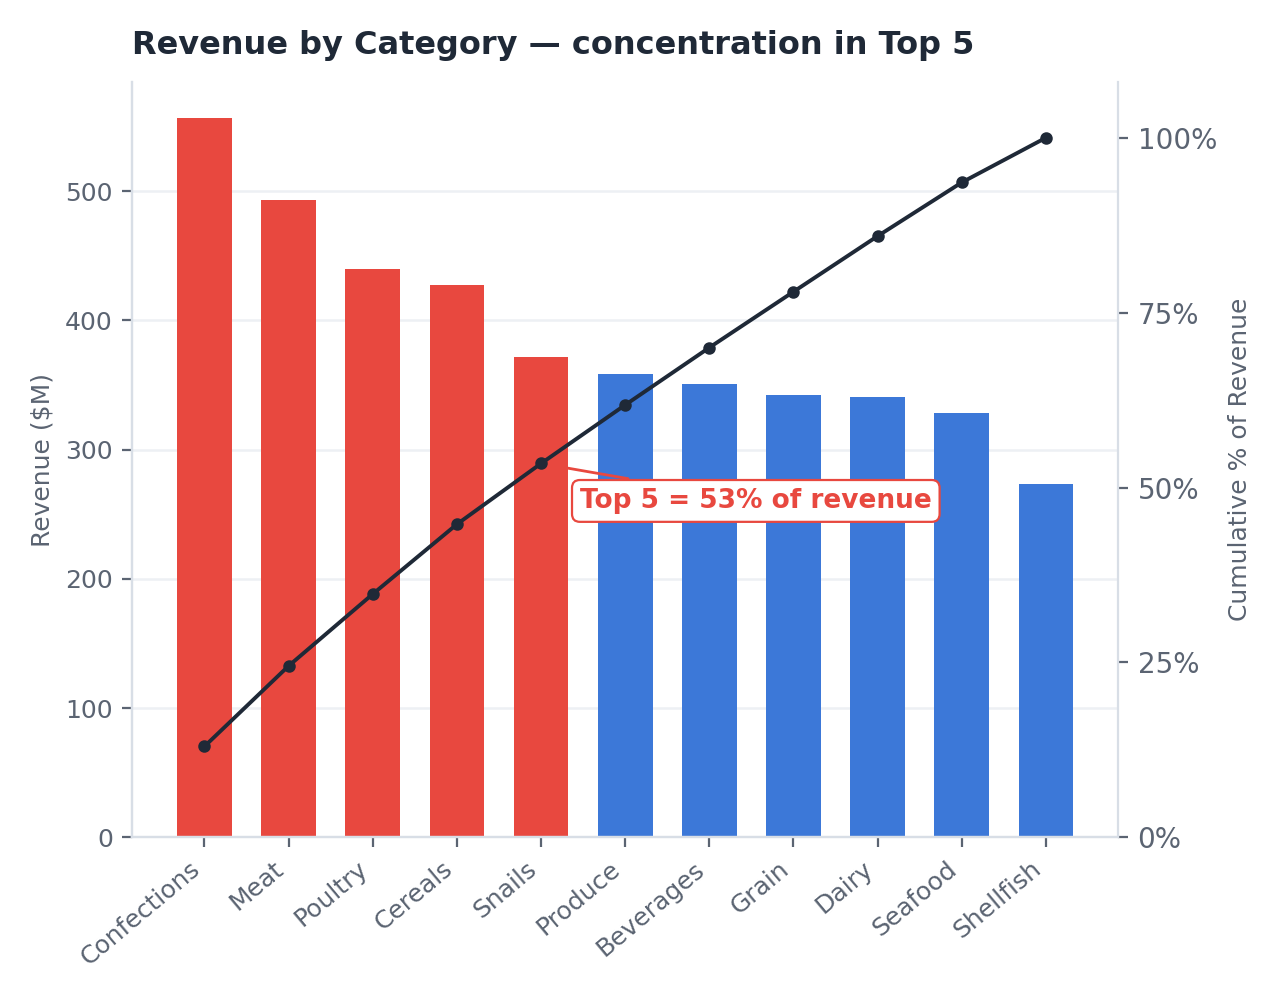 Revenue by Category — concentration in Top 5
Revenue ($M)
500
400
300
200
100
0
100%
75%
50%
25%
0%
Cumulative % of Revenue
Top 5 = 53% of revenue
Confections
Meat
Poultry
Cereals
Snails
Produce
Beverages
Grain
Dairy
Seafood
Shellfish